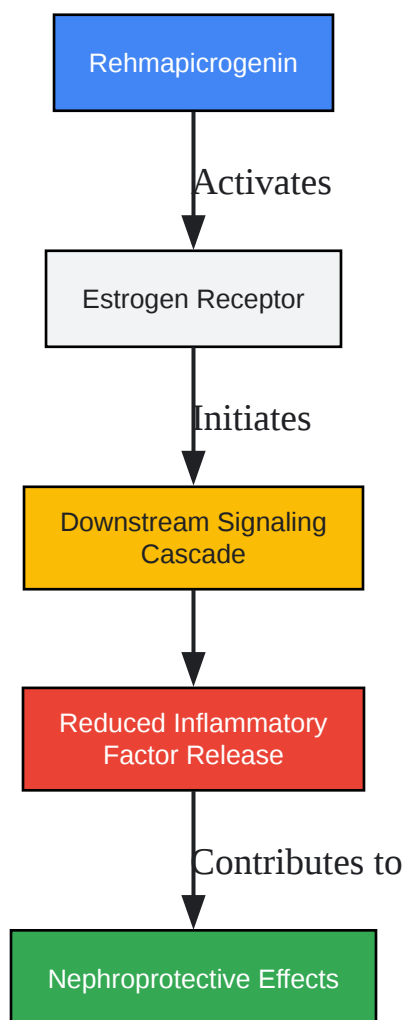 Rehmapicrogenin
Activates
Estrogen Receptor
Initiates
Downstream Signaling
Cascade
Reduced Inflammatory
Factor Release
Contributes to
Nephroprotective Effects